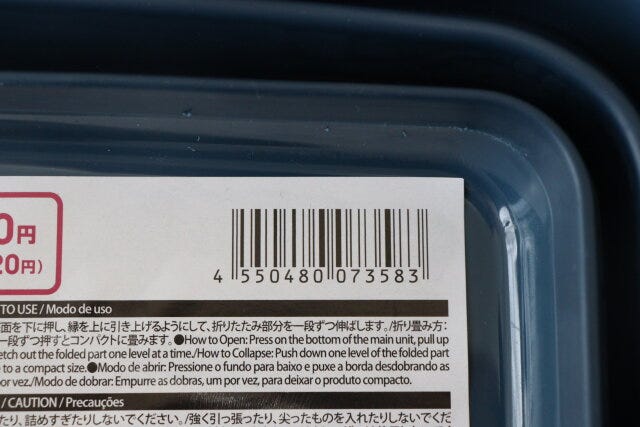 0円
20円)
4 550480 073583
TO USE / Modo de uso
面を下に押し、縁を上に引き上げるようにして、折りたたみ部分を一段ずつ伸ばします。/折り畳み方:
一段ずつ押すとコンパクトに畳みます。●How to Open: Press on the bottom of the main unit, pull up
etch out the folded part one level at a time./How to Collapse: Push down one level of the folded part
e to a compact size.●Modo de abrir: Pressione o fundo para baixo e puxe a borda desdobrando as
por vez./Modo de dobrar: Empurre as dobras, um por vez, para deixar o produto compacto.
/ CAUTION / Precauções
たり、詰めすぎたりしないでください。/強く引っ張ったり、尖ったものを入れたりしないでくだ